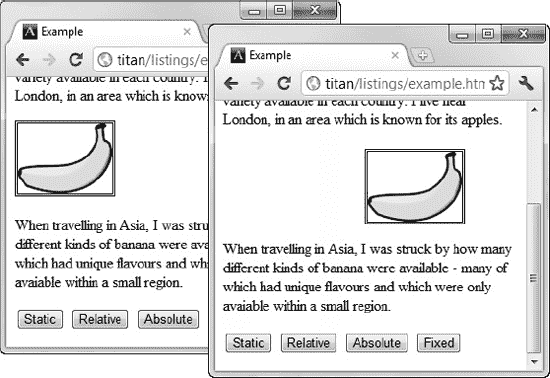 Example
titan/listings/e
variety available in each country. I
London, in an area which is know
When travelling in Asia, I was struc
different kinds of banana were ava
which had unique flavours and wh
avaiable within a small region.
Static Relative Absolute
Example
titan/listings/example.htm
variety available in each country. I live near
London, in an area which is known for its apples.
When travelling in Asia, I was struck by how many
different kinds of banana were available - many of
which had unique flavours and which were only
avaiable within a small region.
Static Relative Absolute Fixed